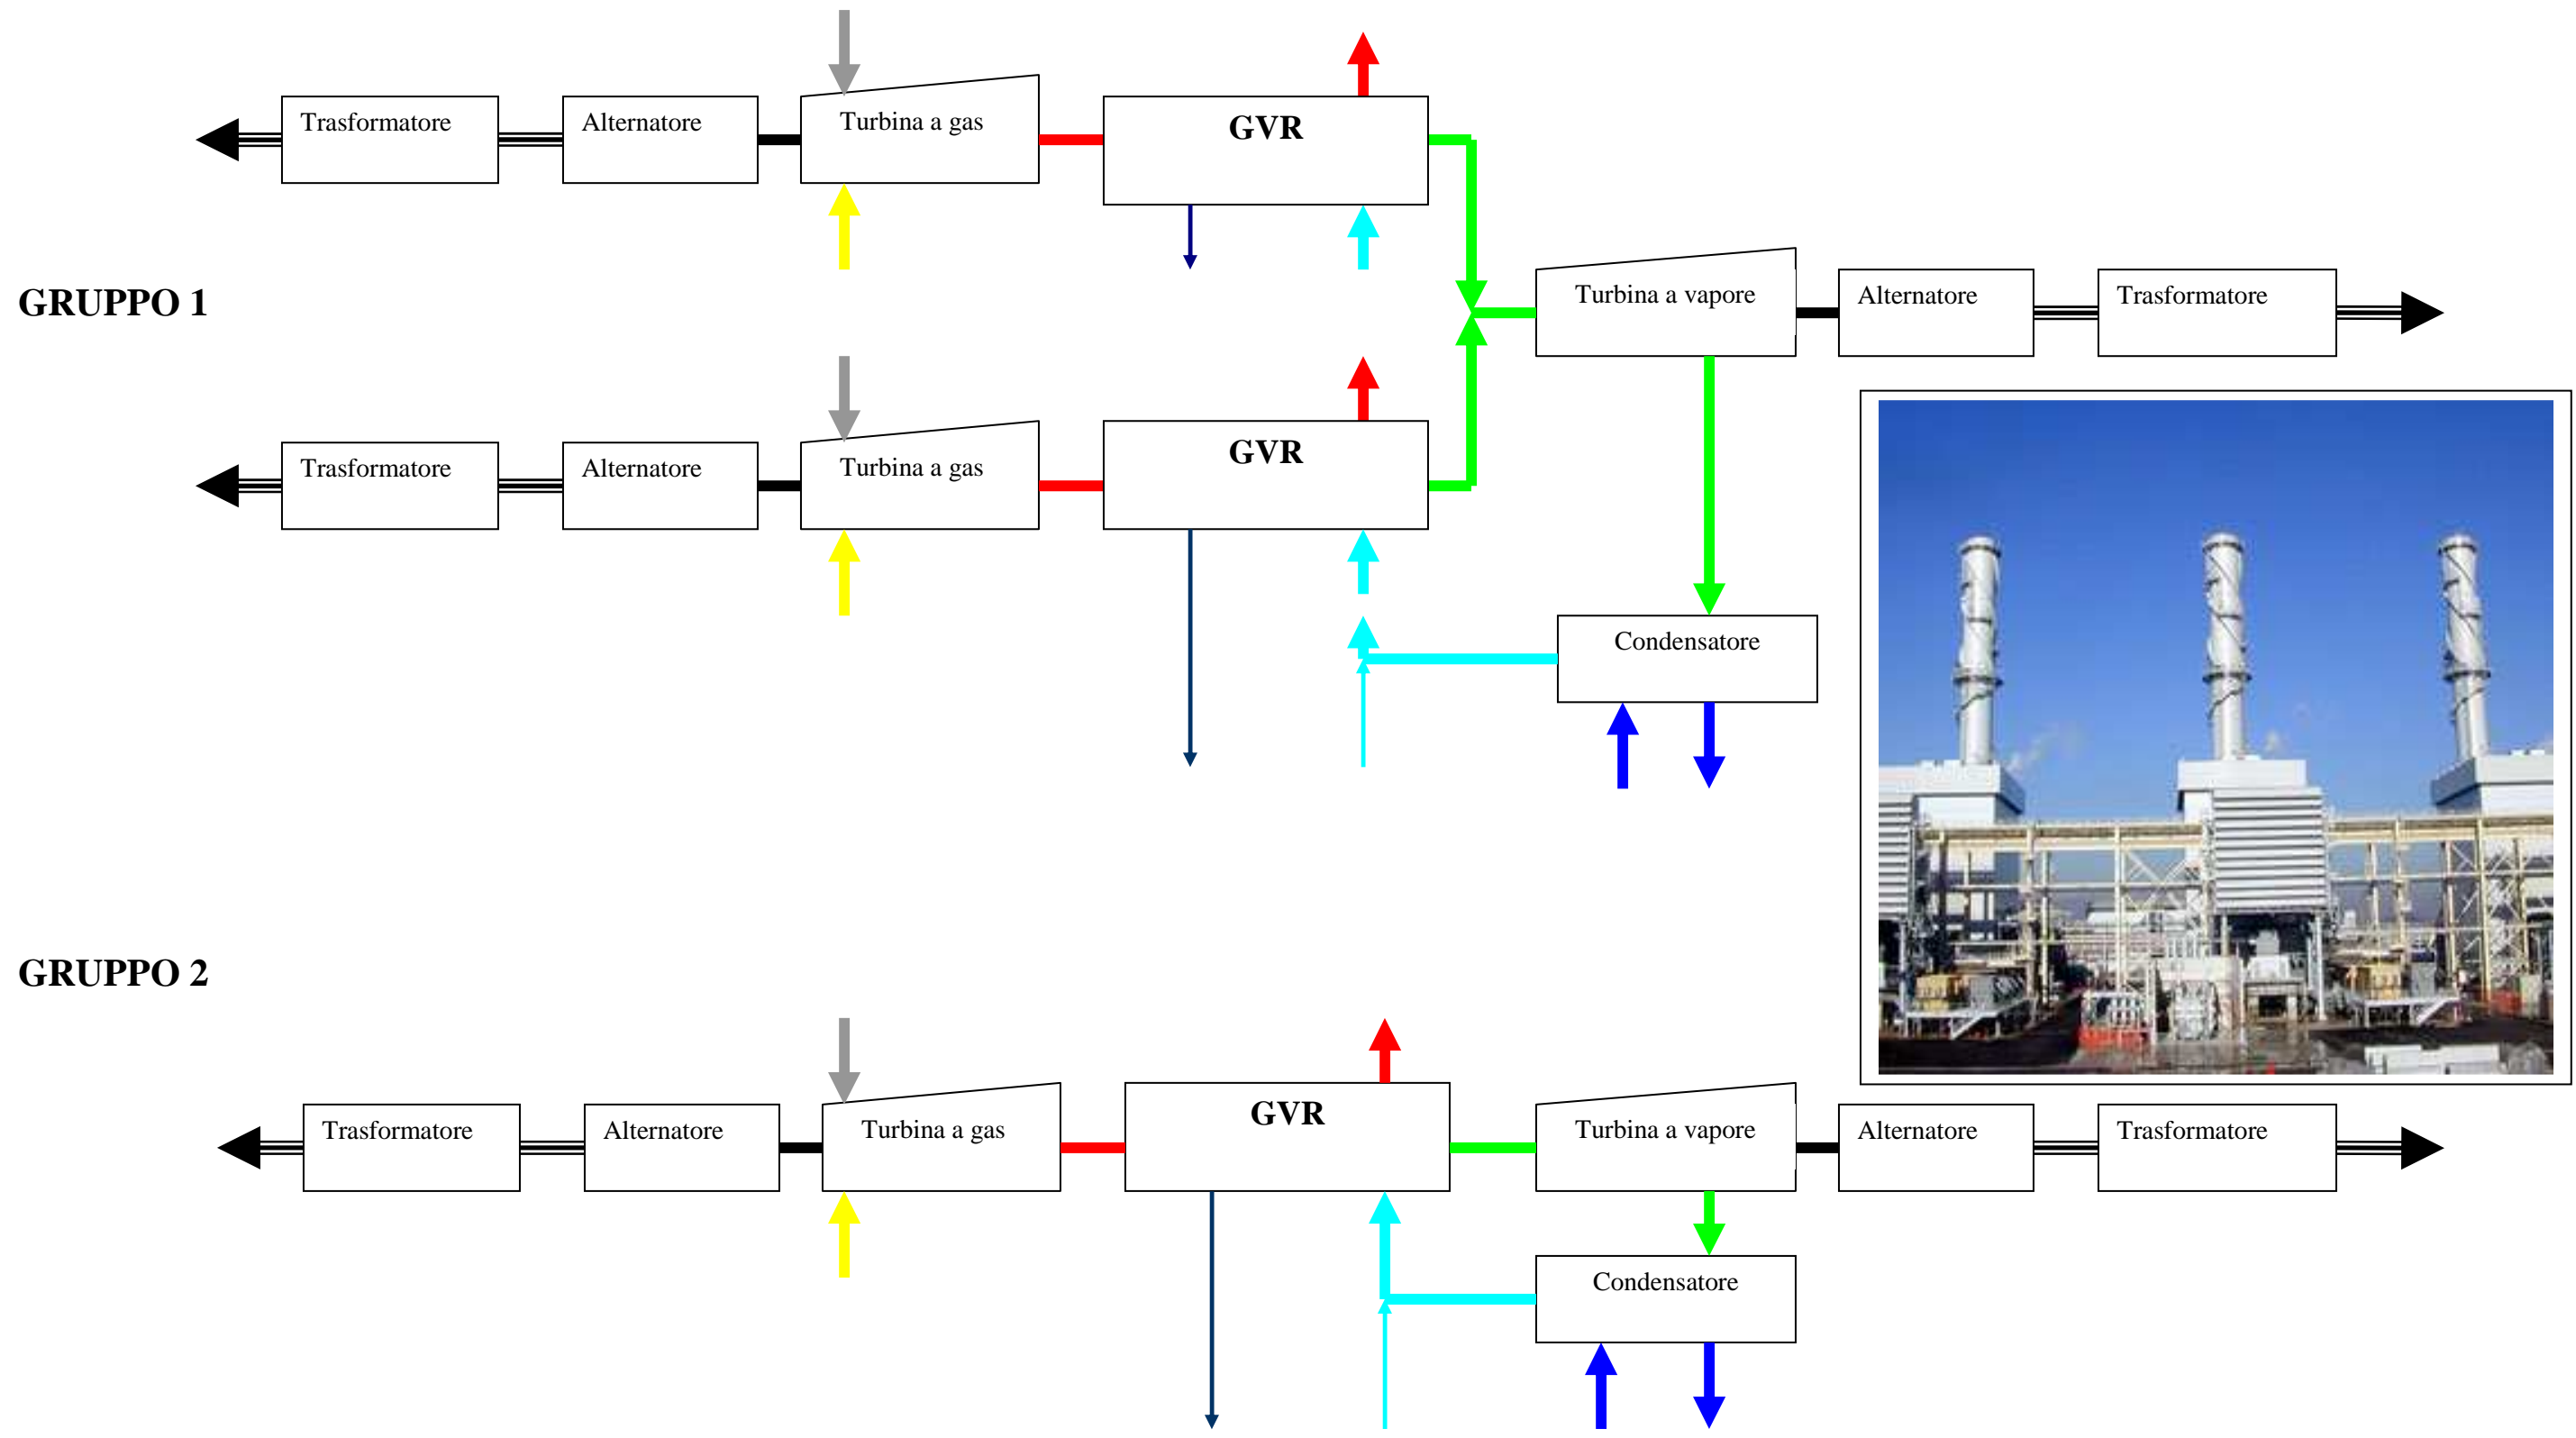 Trasformatore
Alternatore
Turbina a gas
GVR
GRUPPO 1
Turbina a vapore
Alternatore
Trasformatore
Trasformatore
Alternatore
Turbina a gas
GVR
Condensatore
GRUPPO 2
Trasformatore
Alternatore
Turbina a gas
GVR
Turbina a vapore
Alternatore
Trasformatore
Condensatore